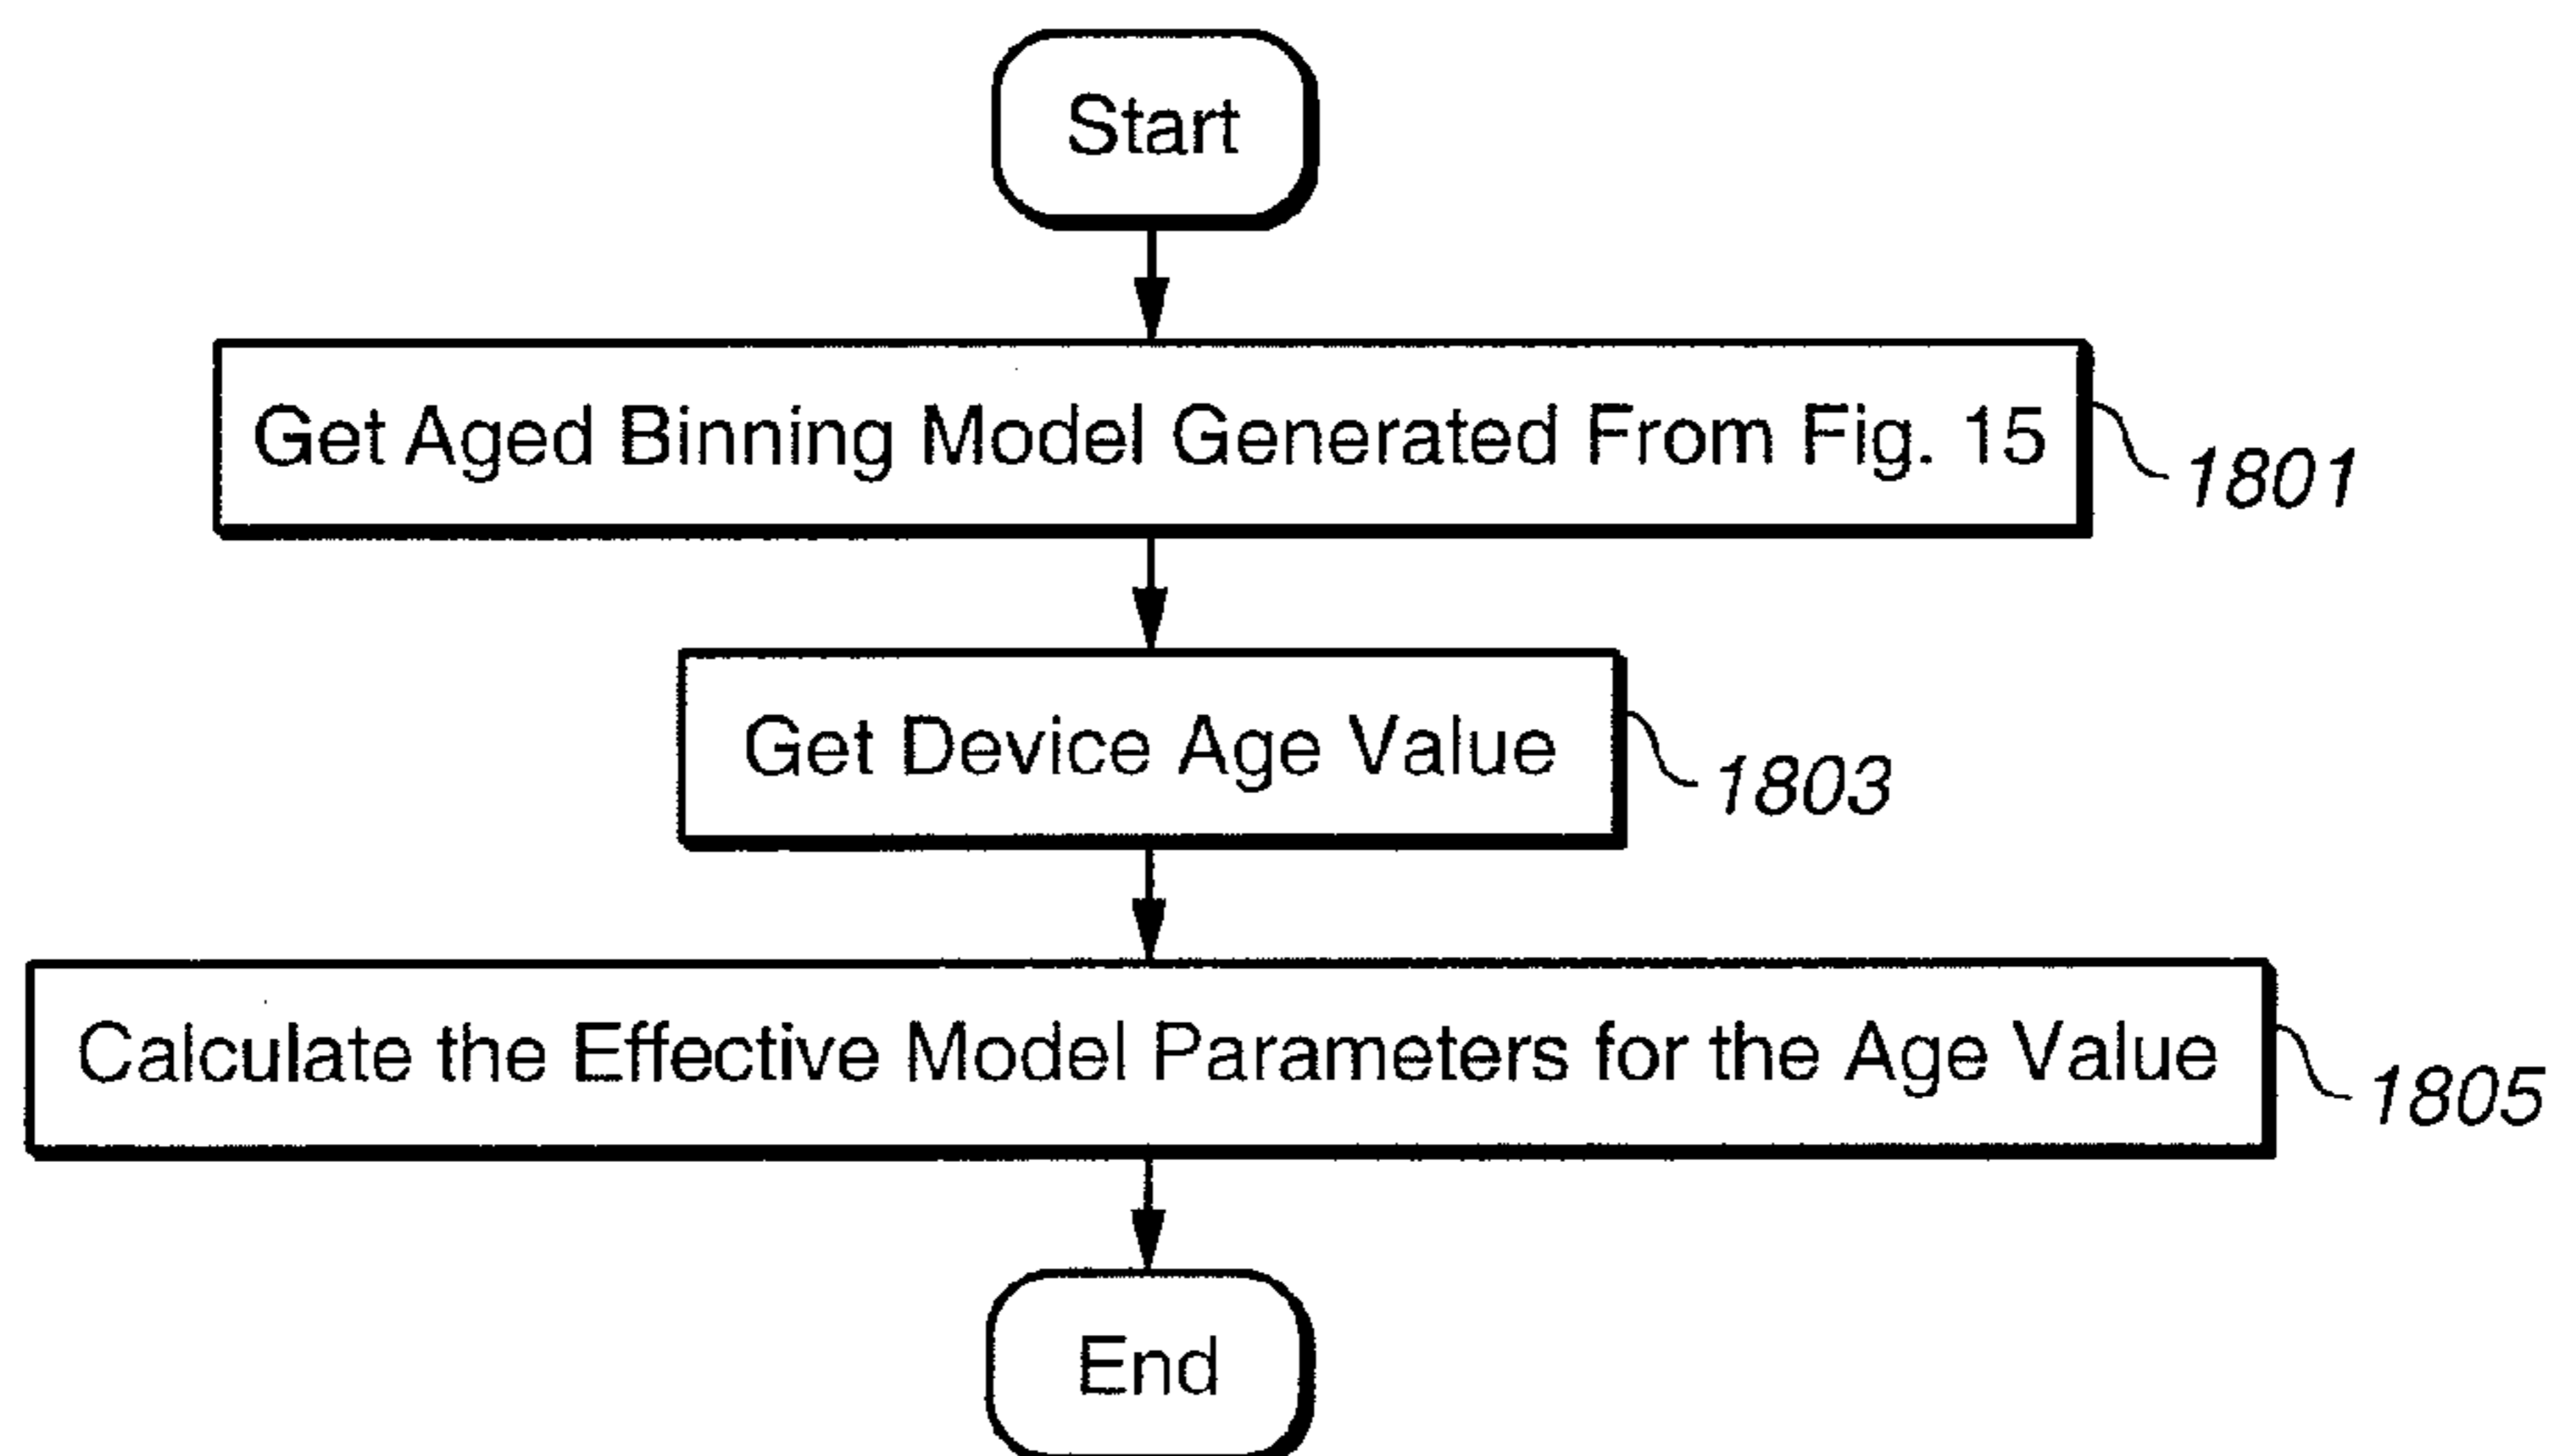 Start
Get Aged Binning Model Generated From Fig. 15
1801
Get Device Age Value
1803
Calculate the Effective Model Parameters for the Age Value
1805
End